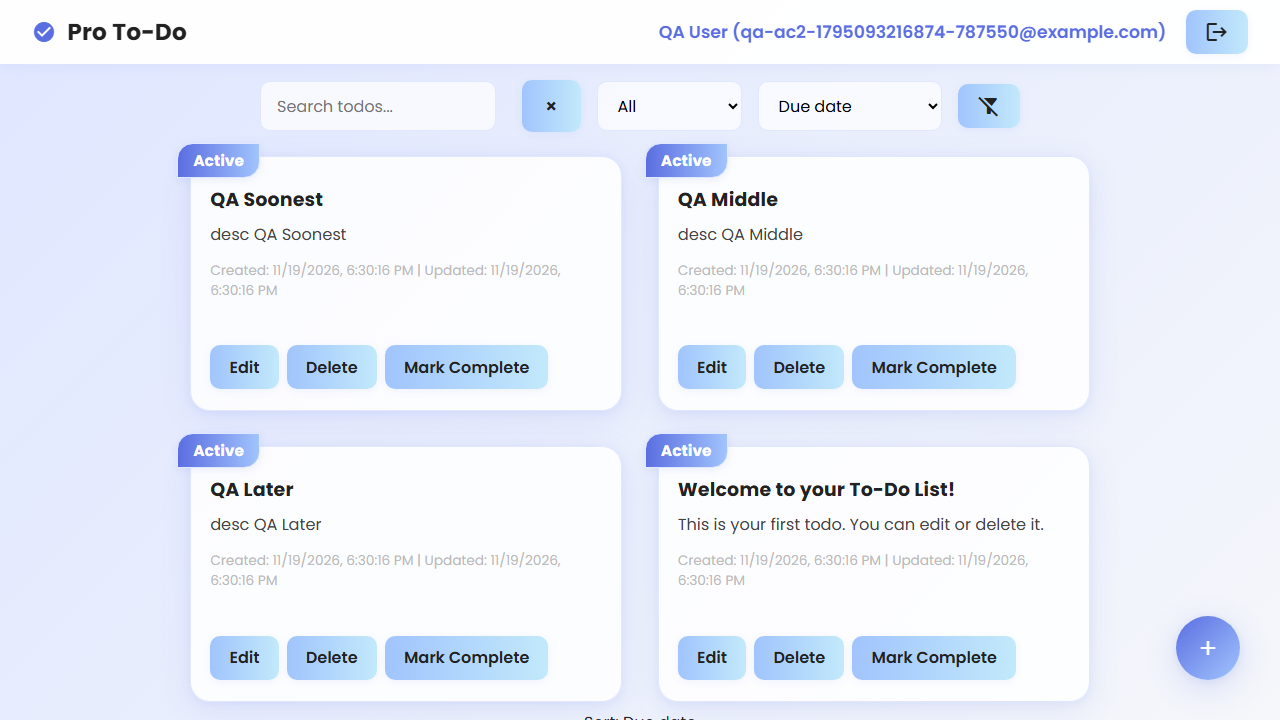 Pro To-Do
QA User (qa-ac2-1795093216874-787550@example.com)
Search todos...
×
All
Due date
Active
QA Soonest
desc QA Soonest
Created: 11/19/2026, 6:30:16 PM | Updated: 11/19/2026,
6:30:16 PM
Edit
Delete
Mark Complete
Active
QA Middle
desc QA Middle
Created: 11/19/2026, 6:30:16 PM | Updated: 11/19/2026,
6:30:16 PM
Edit
Delete
Mark Complete
Active
QA Later
desc QA Later
Created: 11/19/2026, 6:30:16 PM | Updated: 11/19/2026,
6:30:16 PM
Edit
Delete
Mark Complete
Active
Welcome to your To-Do List!
This is your first todo. You can edit or delete it.
Created: 11/19/2026, 6:30:16 PM | Updated: 11/19/2026,
6:30:16 PM
Edit
Delete
Mark Complete
+
Sort: Due date